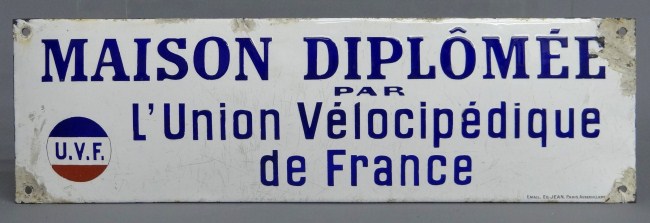 MAISON DIPLÔMÉE
PAR
L'Union Vélocipédique
de France
U.V.F.